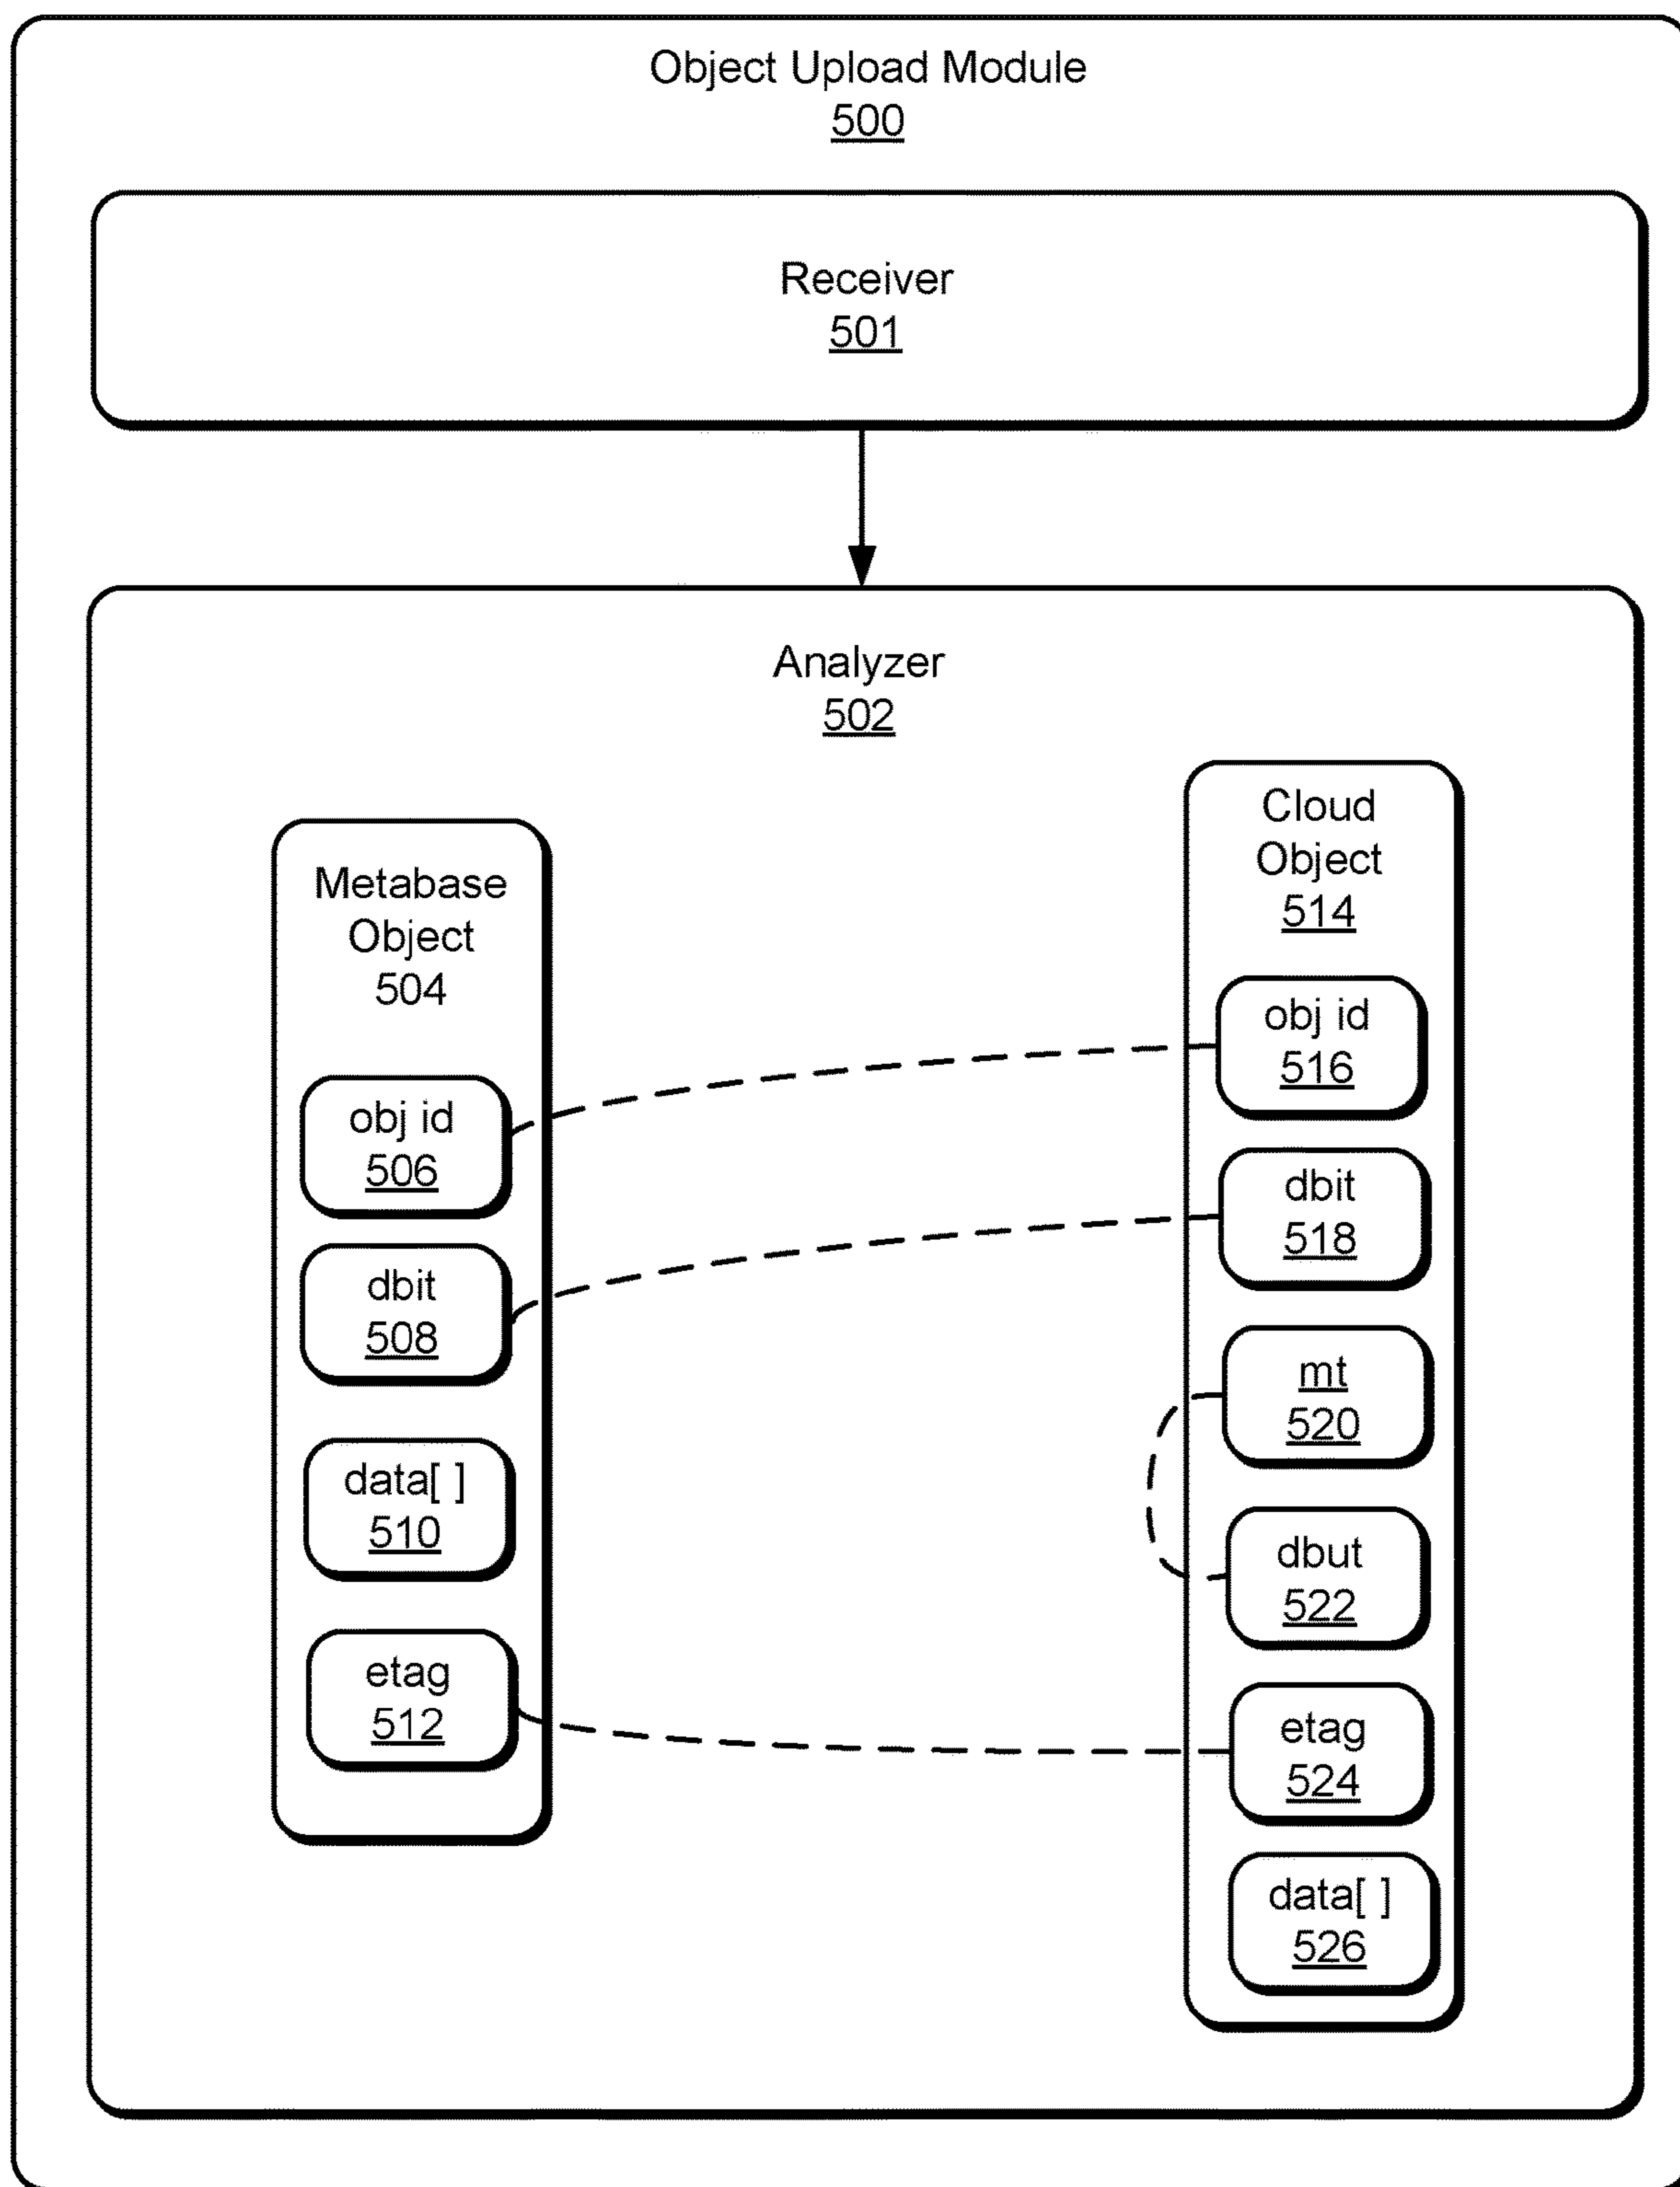 Object Upload Module
500
Receiver
501
Analyzer
502
Metabase
Object
504
obj id
506
dbit
508
data[ ]
510
etag
512
Cloud
Object
514
obj id
516
dbit
518
mt
520
dbut
522
etag
524
data[ ]
526